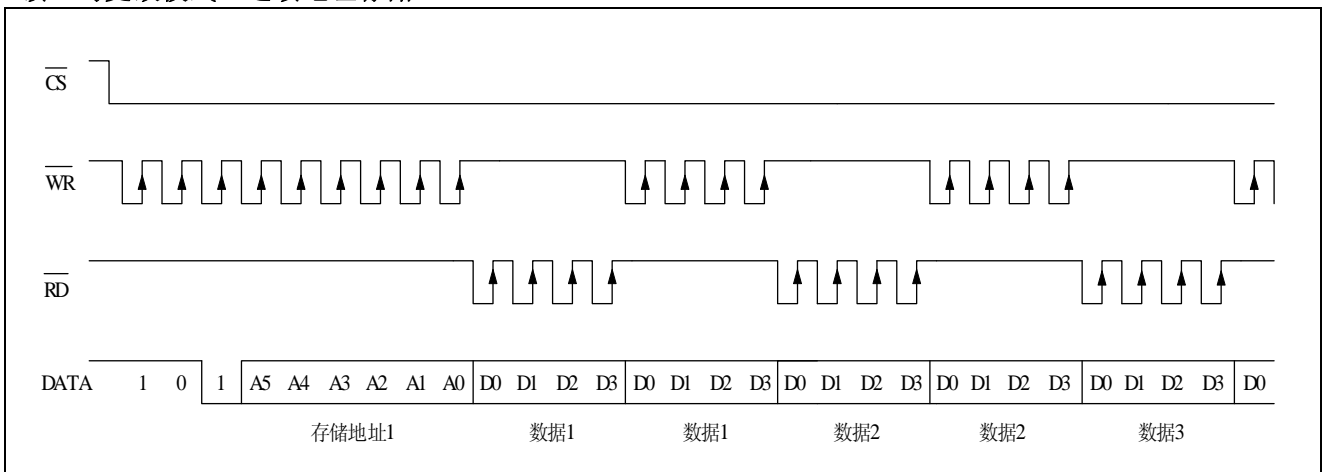 CS
WR
RD
DATA 1 0 1 A5 A4 A3 A2 A1 A0 D0 D1 D2 D3 D0 D1 D2 D3 D0 D1 D2 D3 D0 D1 D2 D3 D0 D1 D2 D3 D0
存储地址1 数据1 数据1 数据2 数据2 数据3